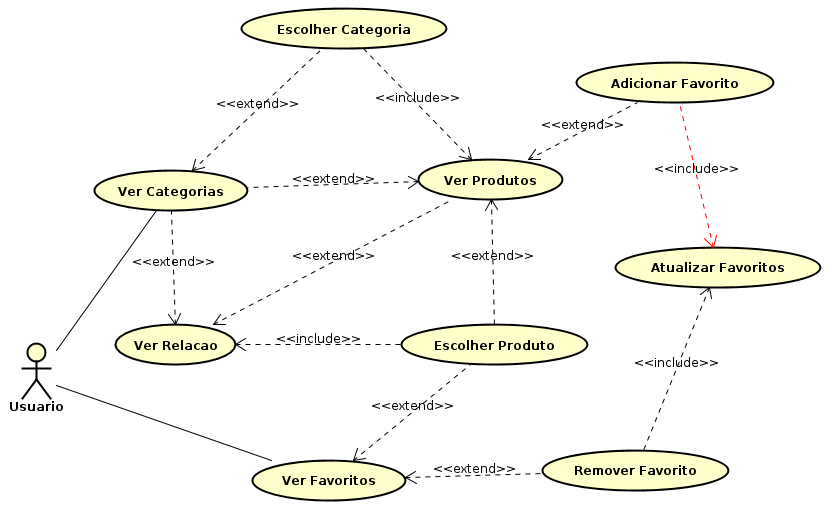 Escolher Categoria
Adicionar Favorito
<<extend>>
<<include>>
<<extend>>
<<include>>
Ver Categorias
<<extend>>
Ver Produtos
<<extend>>
<<extend>>
<<extend>>
Atualizar Favoritos
Ver Relacao
<<include>>
Escolher Produto
<<include>>
Usuario
<<extend>>
Ver Favoritos
<<extend>>
Remover Favorito